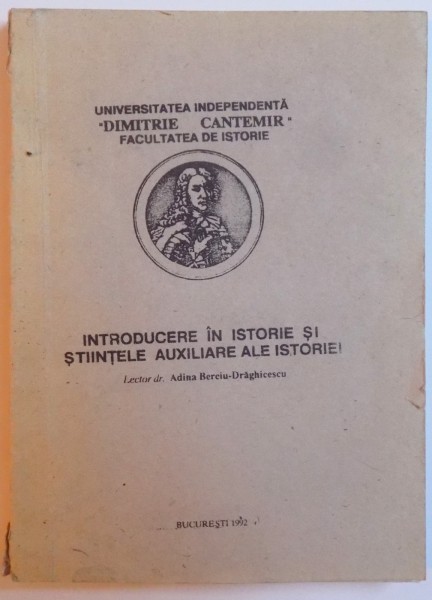 UNIVERSITATEA INDEPENDENTĂ
"DIMITRIE CANTEMIR"
FACULTATEA DE ISTORIE
INTRODUCERE ÎN ISTORIE ŞI
ŞTIINŢELE AUXILIARE ALE ISTORIEI
Lector dr. Adina Berciu-Drăghicescu
BUCUREŞTI 1992